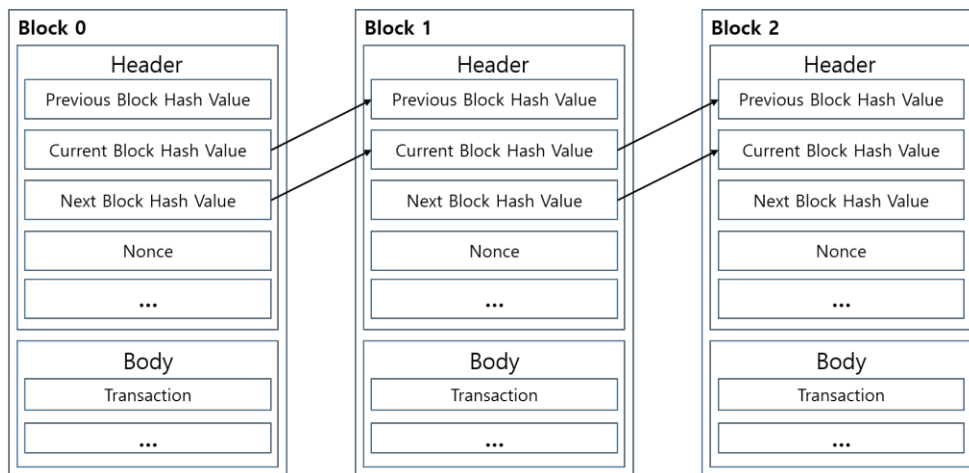 Block 0
Header
Previous Block Hash Value
Current Block Hash Value
Next Block Hash Value
Nonce
...
Body
Transaction
...
Block 1
Header
Previous Block Hash Value
Current Block Hash Value
Next Block Hash Value
Nonce
...
Body
Transaction
...
Block 2
Header
Previous Block Hash Value
Current Block Hash Value
Next Block Hash Value
Nonce
...
Body
Transaction
...